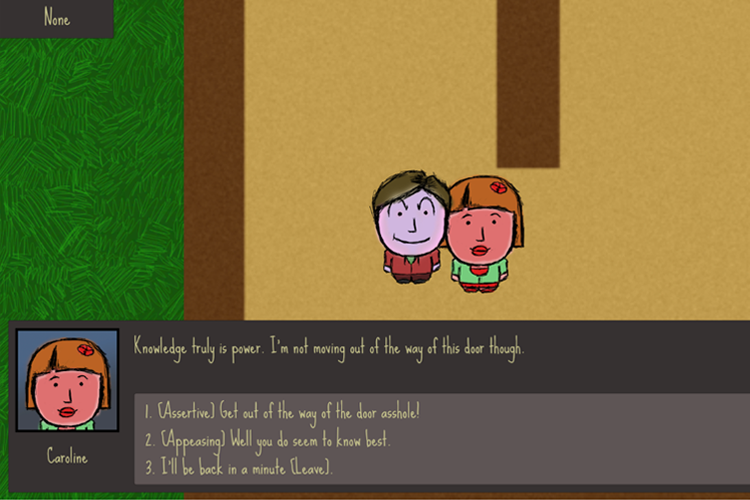 None
Knowledge truly is power. I'm not moving out of the way of this door though.
1. [Assertive] Get out of the way of the door asshole!
2. [Appeasing] Well you do seem to know best.
3. I'll be back in a minute [Leave].
Caroline